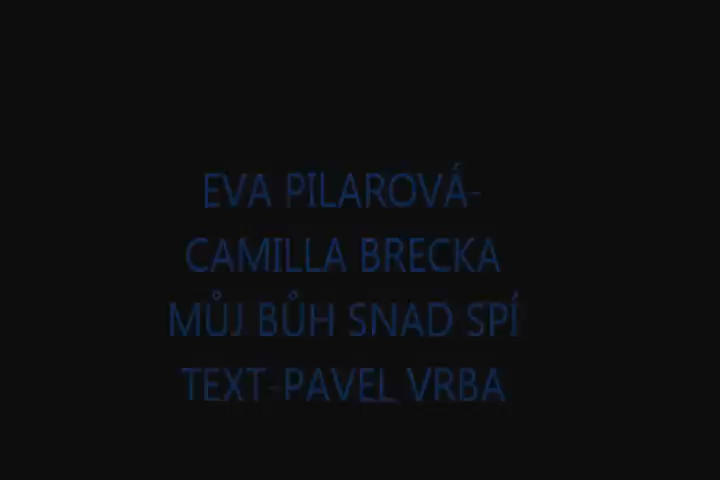 EVA PILAROVÁ-
CAMILLA BRECKA
MŮJ BŮH SNAD SPÍ
TEXT-PAVEL VRBA